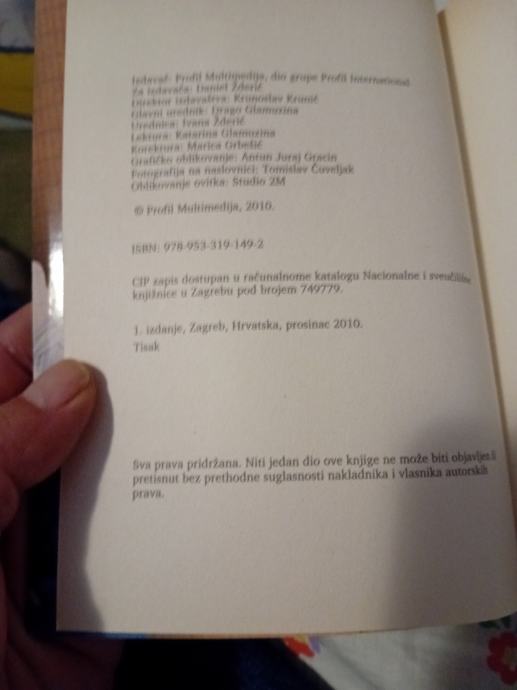 Izdavač: Profil Multimedija, dio grupe Profil International
Za izdavača: Daniel Žderić
Direktor izdavaštva: Krunoslav
Glavni urednik: Drago Glamuzina
Urednica: Ivana Žderić
Lektura: Katarina Glamuzina
Korektura: Marica Grbešić
Grafičko oblikovanje: Antun Juraj Gracin
Fotografija na naslovnici: Tomislav Čuveljak
Oblikovanje ovitka: Studio 2M
© Profil Multimedija, 2010.
ISBN: 978-953-319-149-2
CIP zapis dostupan u računalnome katalogu Nacionalne i sveučilišne
knjižnice u Zagrebu pod brojem 749779.
1. izdanje, Zagreb, Hrvatska, prosinac 2010.
Tisak
Sva prava pridržana. Niti jedan dio ove knjige ne može biti objavljen ili
pretisnut bez prethodne suglasnosti nakladnika i vlasnika autorskih
prava.